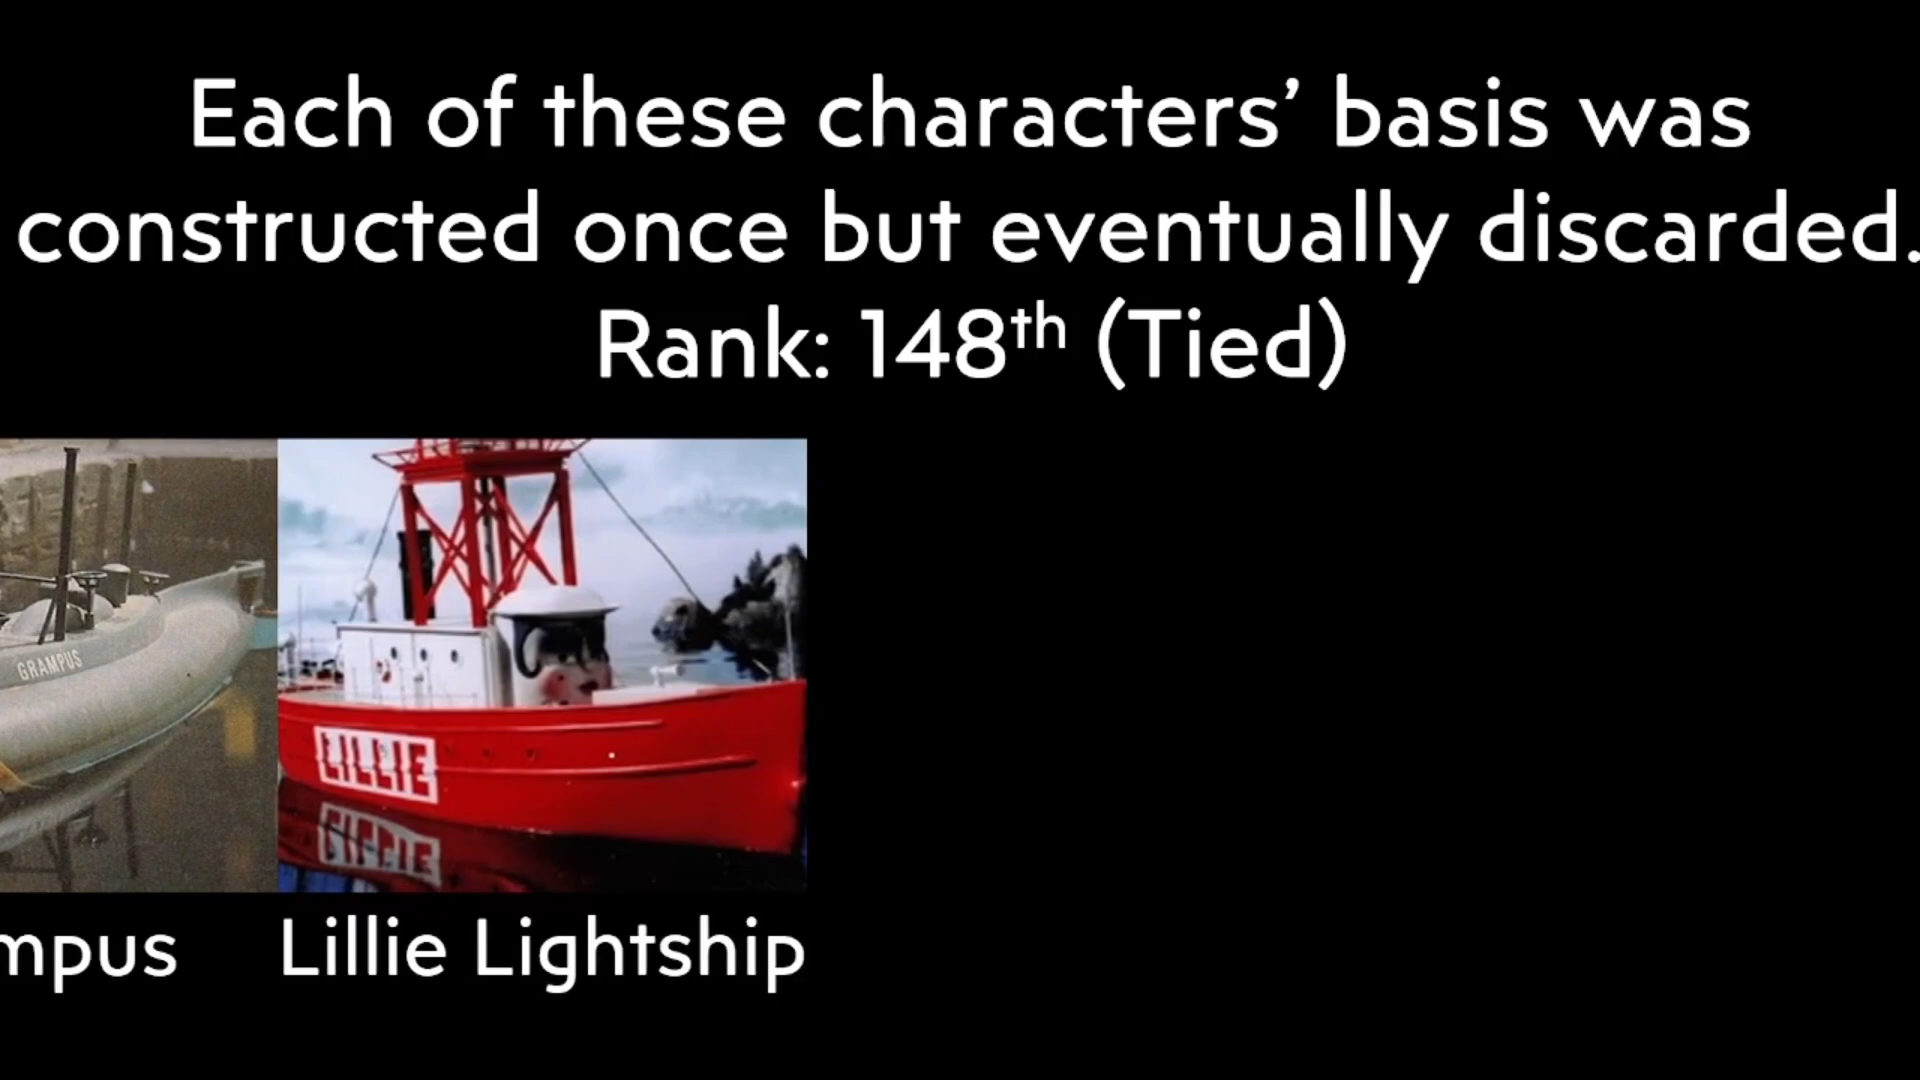 Each of these characters’ basis was
constructed once but eventually discarded.
Rank: 148th (Tied)
GRAMPUS
LILLIE
mpus
Lillie Lightship